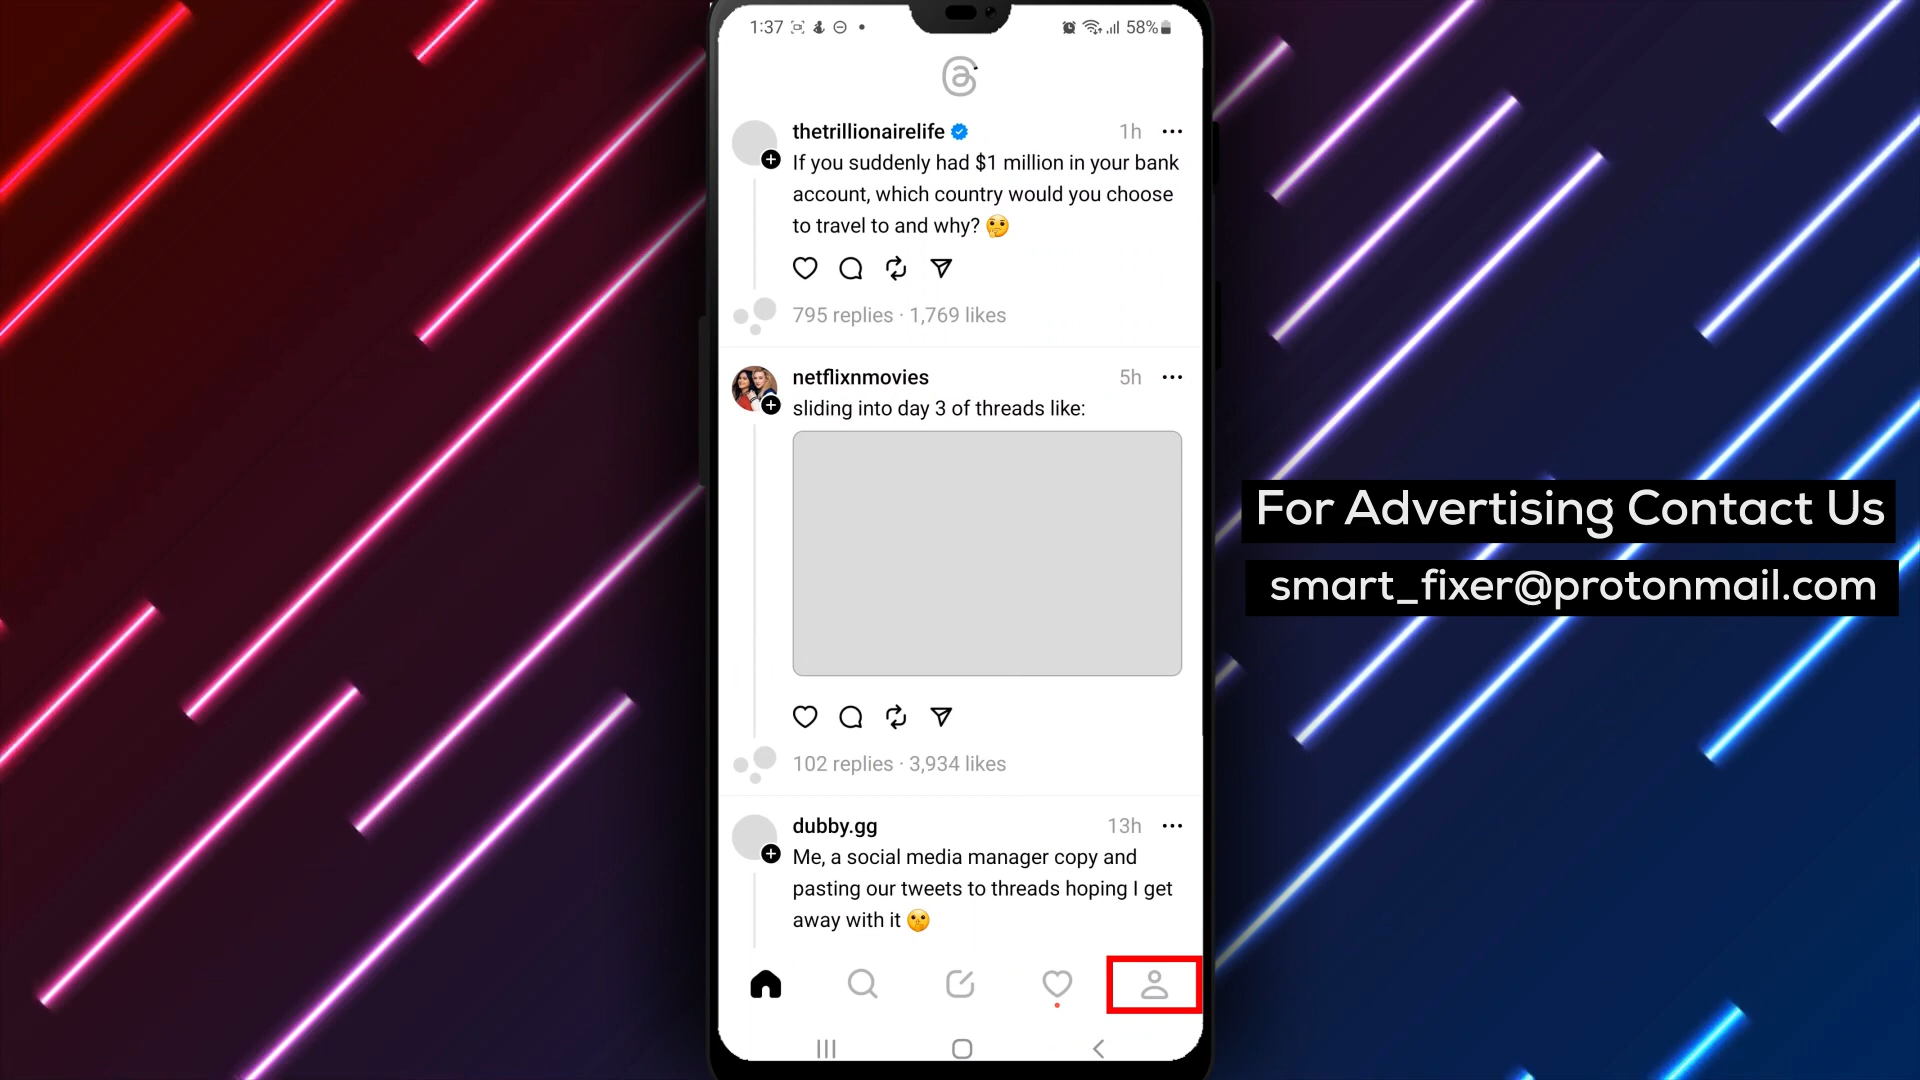 1:37
58%
thetrillionairelife 1h
If you suddenly had $1 million in your bank
account, which country would you choose
to travel to and why? 🤔
795 replies · 1,769 likes
netflixnmovies 5h
sliding into day 3 of threads like:
102 replies · 3,934 likes
dubby.gg 13h
Me, a social media manager copy and
pasting our tweets to threads hoping I get
away with it 🤫
For Advertising Contact Us
smart_fixer@protonmail.com